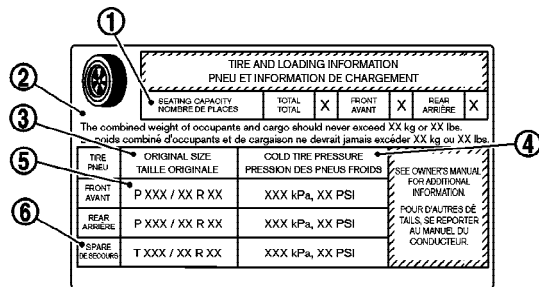 ①
TIRE AND LOADING INFORMATION
PNEU ET INFORMATION DE CHARGEMENT
SEATING CAPACITY
NOMBRE DE PLACES
TOTAL
TOTAL
X
FRONT
AVANT
X
REAR
ARRIÈRE
X
②
The combined weight of occupants and cargo should never exceed XX kg or XX lbs.
poids combiné d'occupants et de cargaison ne devrait jamais excéder XX kg ou XX lbs.
③
④
TIRE
PNEU
ORIGINAL SIZE
TAILLE ORIGINALE
COLD TIRE PRESSURE
PRESSION DES PNEUS FROIDS
SEE OWNER'S MANUAL
FOR ADDITIONAL
INFORMATION.
POUR D'AUTRES DÉ
TAILS, SE REPORTER
AU MANUEL DU
CONDUCTEUR.
⑤
FRONT
AVANT
P XXX / XX R XX
XXX kPa, XX PSI
REAR
ARRIÈRE
P XXX / XX R XX
XXX kPa, XX PSI
⑥
SPARE
DE SECOURS
T XXX / XX R XX
XXX kPa, XX PSI